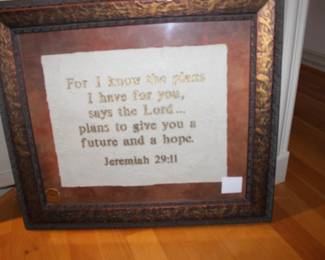 For I know the plans
I have for you,
says the Lord...
plans to give you a
future and a hope.
Jeremiah 29:11